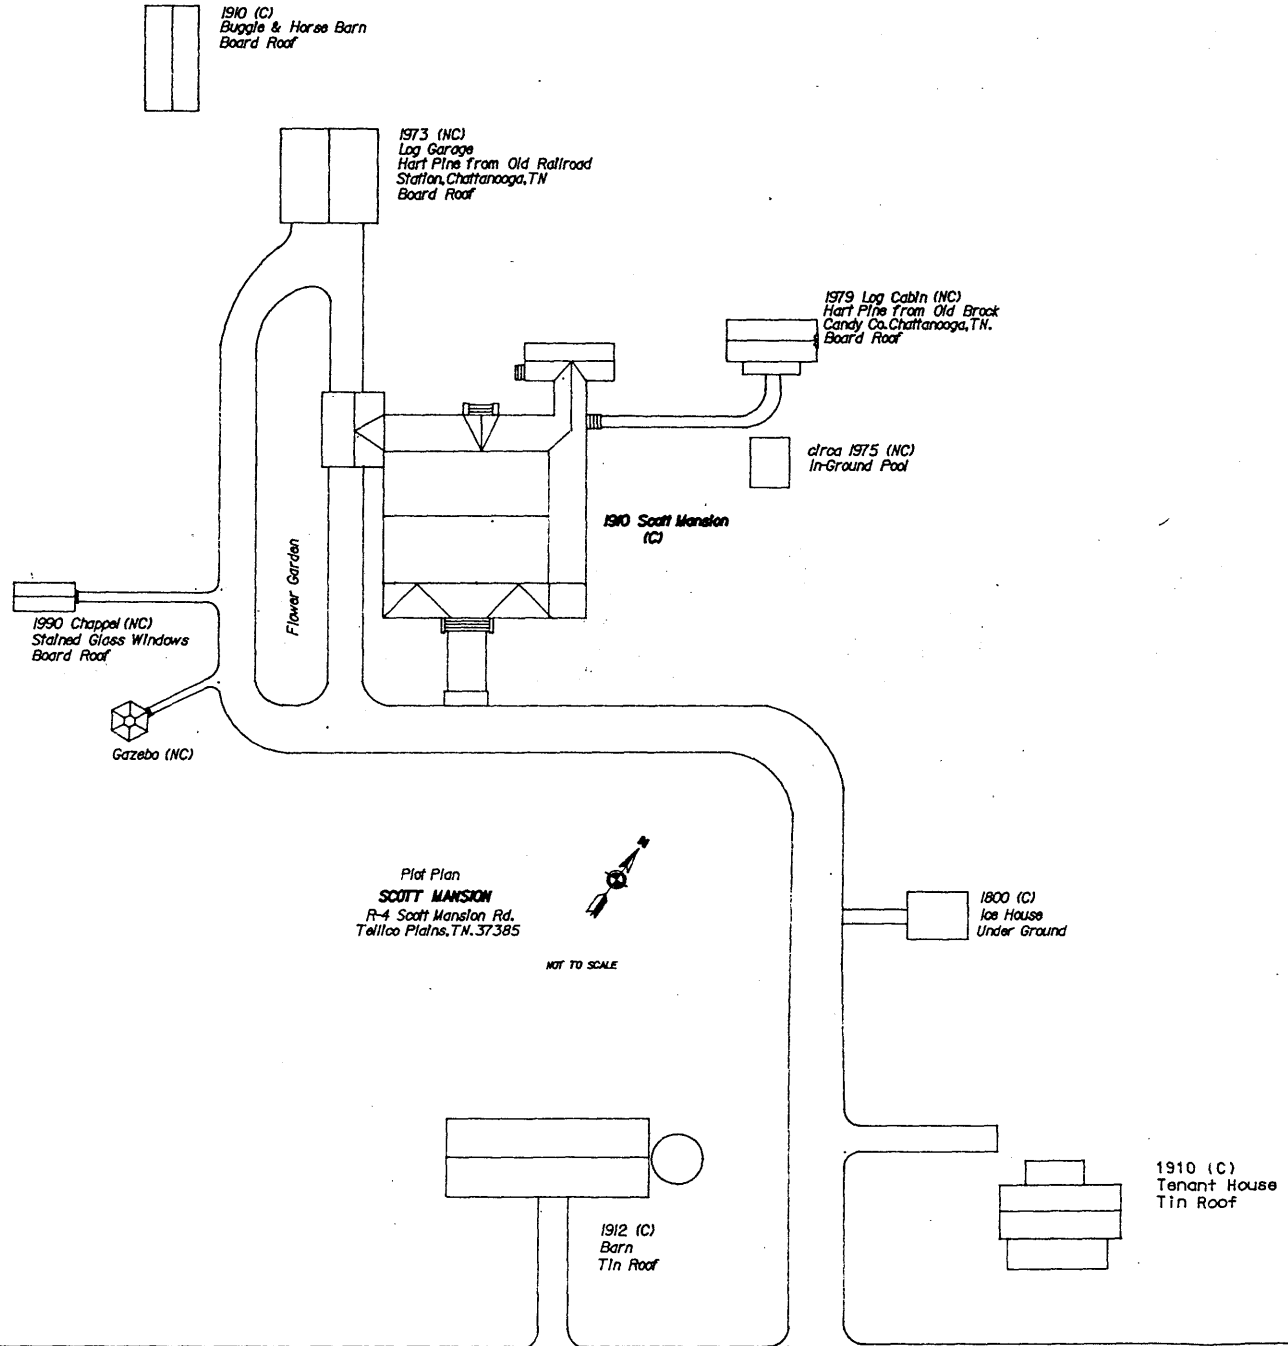 1910 (C)
Buggie & Horse Barn
Board Roof
1973 (NC)
Log Garage
Hart Pine from Old Railroad
Station, Chattanooga, TN
Board Roof
1979 Log Cabin (NC)
Hart Pine from Old Brock
Candy Co. Chattanooga, TN.
Board Roof
circa 1975 (NC)
In-Ground Pool
1910 Scott Mansion
(C)
Flower Garden
1990 Chappel (NC)
Stained Glass Windows
Board Roof
Gazebo (NC)
N
Plot Plan
SCOTT MANSION
R-4 Scott Mansion Rd.
Tellico Plains, TN. 37385
NOT TO SCALE
1800 (C)
Ice House
Under Ground
1910 (C)
Tenant House
Tin Roof
1912 (C)
Barn
Tin Roof